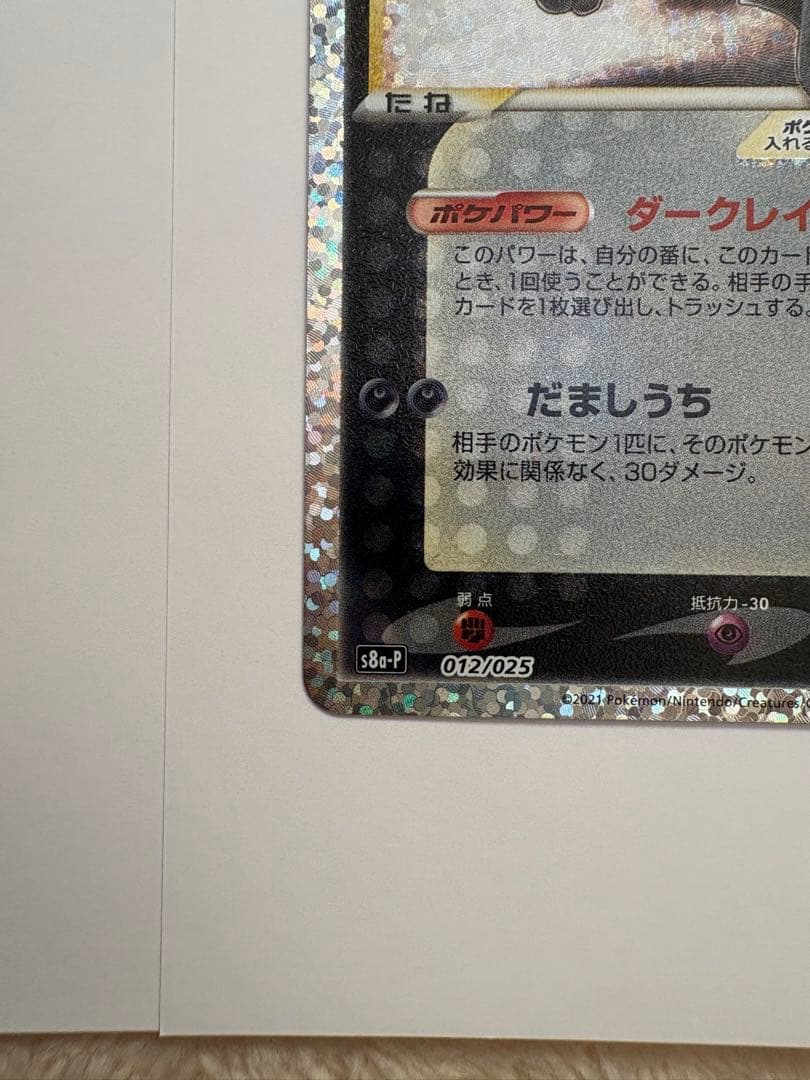 たね
ポケ
入れる
ポケパワー ダークレイ
このパワーは、自分の番に、このカード
とき、1回使うことができる。相手の手
カードを1枚選び出し、トラッシュする。
だましうち
相手のポケモン1匹に、そのポケモン
効果に関係なく、30ダメージ。
弱点 抵抗力-30
s8a-P 012/025
©2021 Pokémon/Nintendo/Creatures/